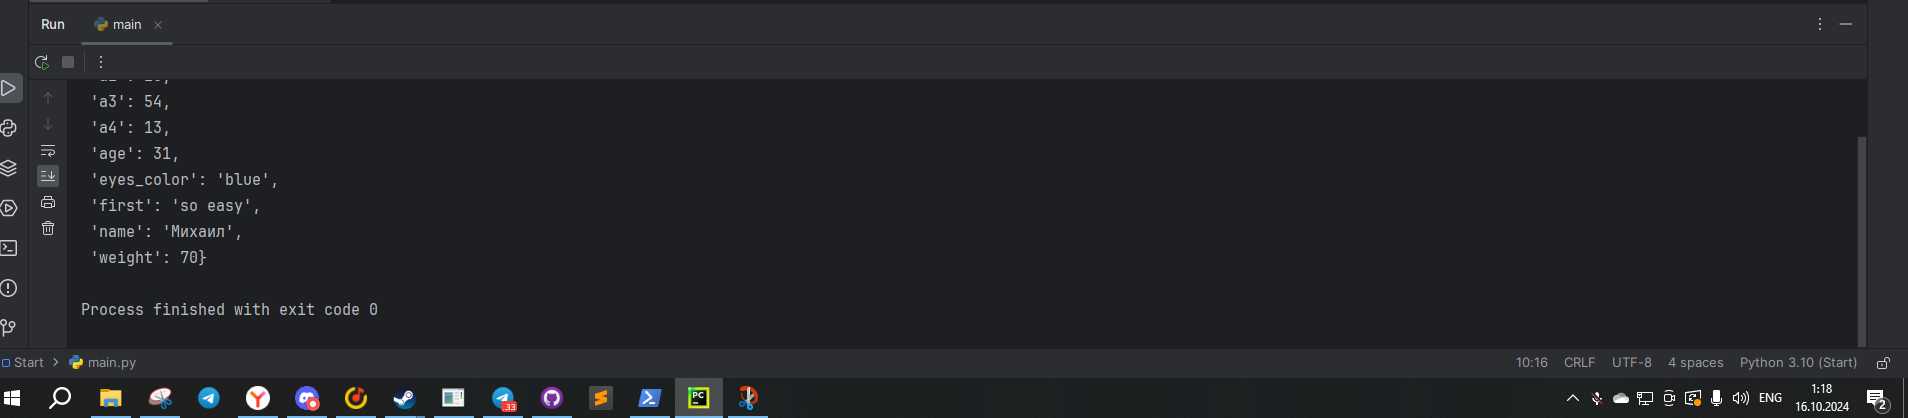 Run
main
'a3': 54,
'a4': 13,
'age': 31,
'eyes_color': 'blue',
'first': 'so easy',
'name': 'Михаил',
'weight': 70}
Process finished with exit code 0
Start
main.py
10:16
CRLF
UTF-8
4 spaces
Python 3.10 (Start)
33
PC
ENG
1:18
16.10.2024
2